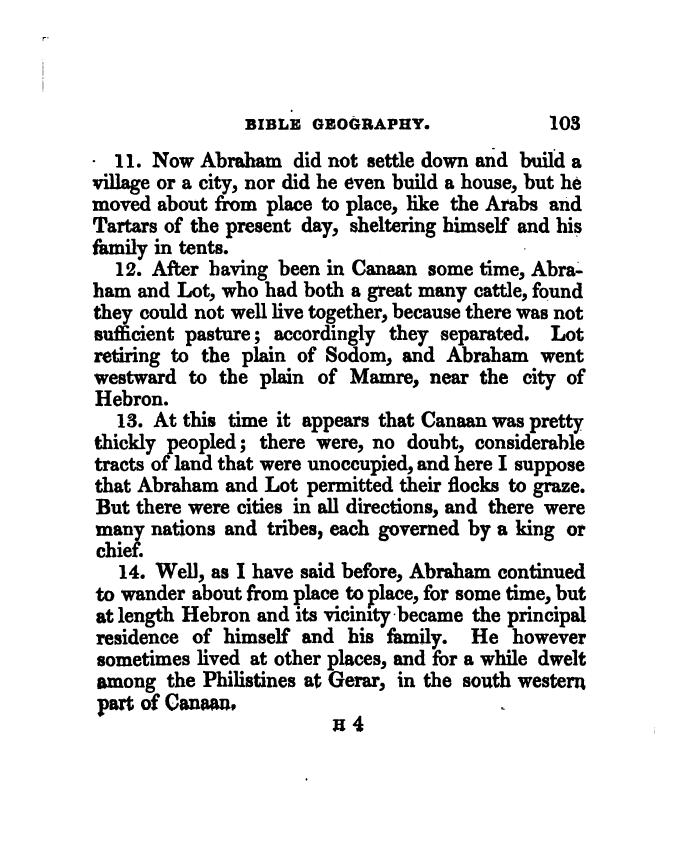 BIBLE GEOGRAPHY. 103
11. Now Abraham did not settle down and build a
village or a city, nor did he even build a house, but he
moved about from place to place, like the Arabs and
Tartars of the present day, sheltering himself and his
family in tents.
12. After having been in Canaan some time, Abra-
ham and Lot, who had both a great many cattle, found
they could not well live together, because there was not
sufficient pasture; accordingly they separated. Lot
retiring to the plain of Sodom, and Abraham went
westward to the plain of Mamre, near the city of
Hebron.
13. At this time it appears that Canaan was pretty
thickly peopled; there were, no doubt, considerable
tracts of land that were unoccupied, and here I suppose
that Abraham and Lot permitted their flocks to graze.
But there were cities in all directions, and there were
many nations and tribes, each governed by a king or
chief.
14. Well, as I have said before, Abraham continued
to wander about from place to place, for some time, but
at length Hebron and its vicinity became the principal
residence of himself and his family. He however
sometimes lived at other places, and for a while dwelt
among the Philistines at Gerar, in the south western
part of Canaan.
H 4